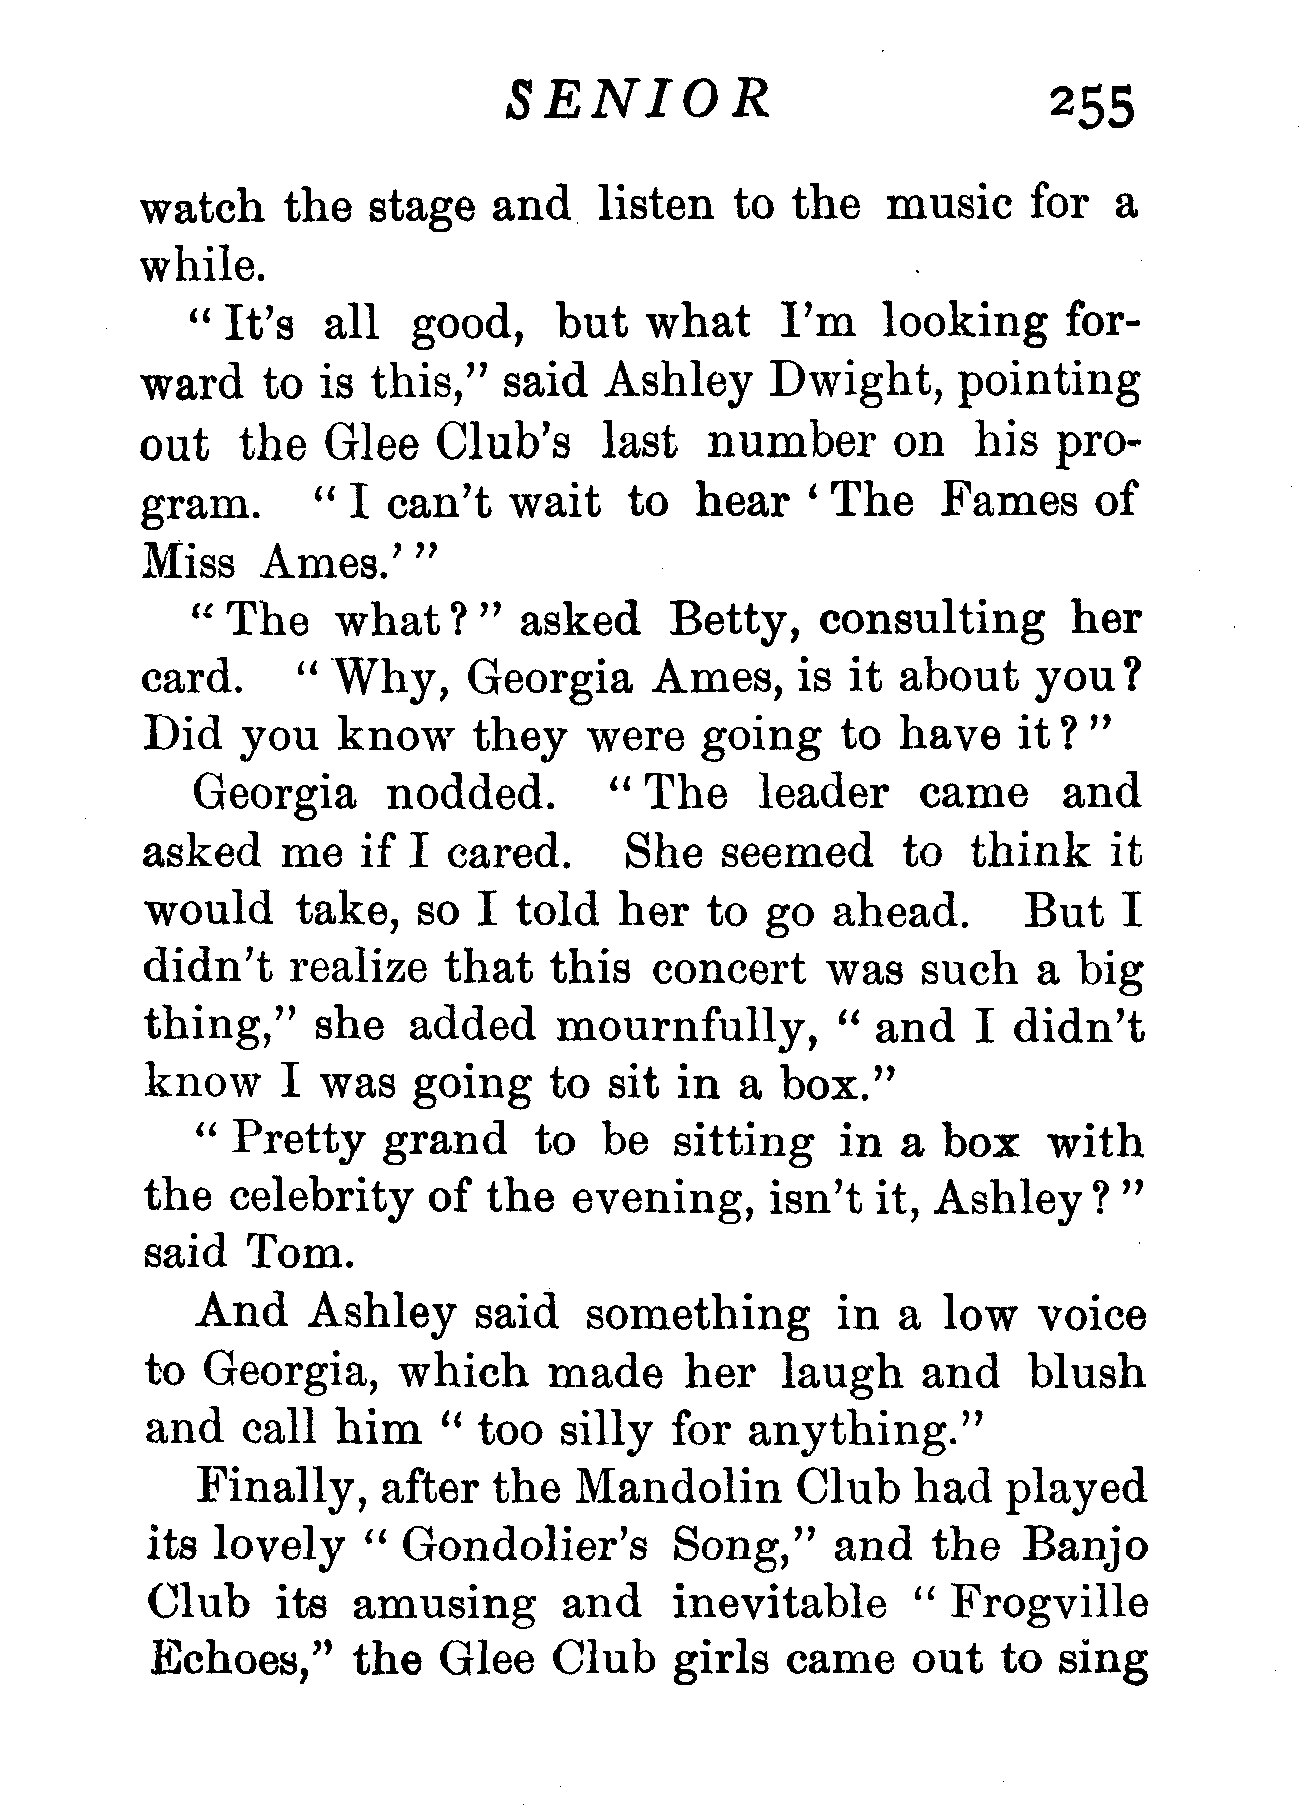 SENIOR 255
watch the stage and listen to the music for a
while.
“ It’s all good, but what I’m looking for-
ward to is this,” said Ashley Dwight, pointing
out the Glee Club’s last number on his pro-
gram. “ I can’t wait to hear ‘ The Fames of
Miss Ames.’ ”
“ The what ? ” asked Betty, consulting her
card. “ Why, Georgia Ames, is it about you ?
Did you know they were going to have it ? ”
Georgia nodded. “ The leader came and
asked me if I cared. She seemed to think it
would take, so I told her to go ahead. But I
didn’t realize that this concert was such a big
thing,” she added mournfully, “ and I didn’t
know I was going to sit in a box.”
“ Pretty grand to be sitting in a box with
the celebrity of the evening, isn’t it, Ashley ? ”
said Tom.
And Ashley said something in a low voice
to Georgia, which made her laugh and blush
and call him “ too silly for anything.”
Finally, after the Mandolin Club had played
its lovely “ Gondolier’s Song,” and the Banjo
Club its amusing and inevitable “ Frogville
Echoes,” the Glee Club girls came out to sing